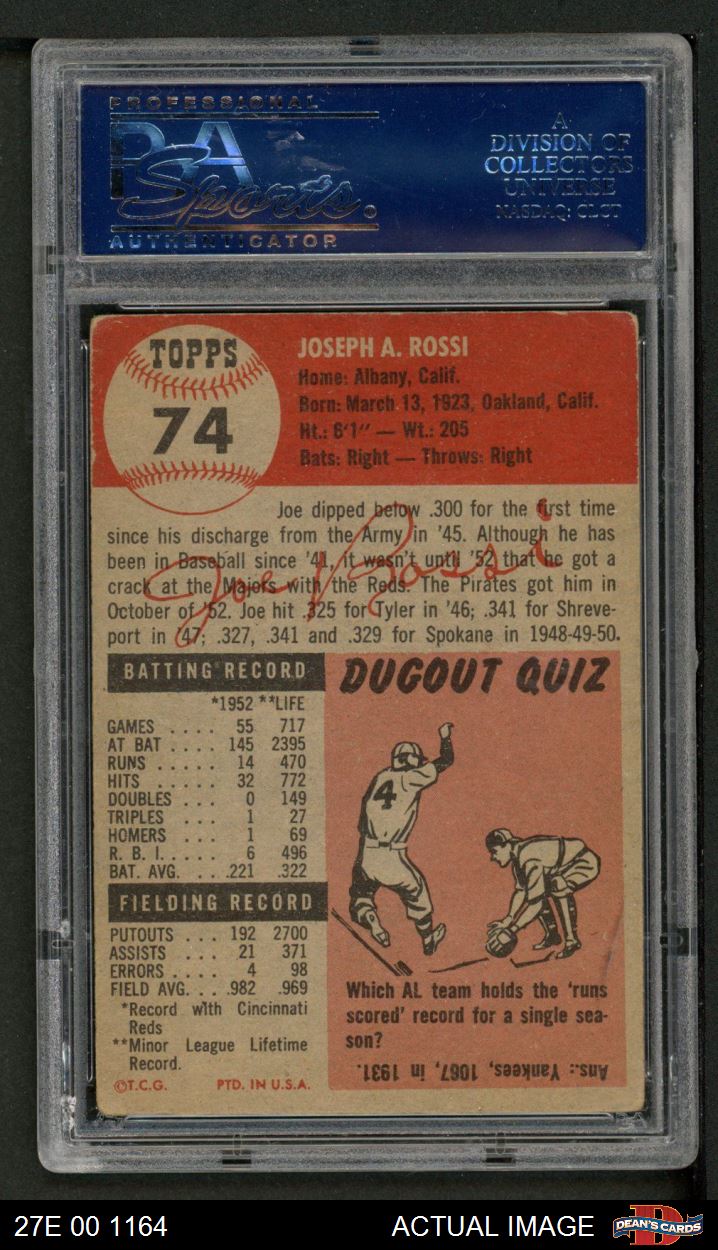 PROFESSIONAL
PSA
Sports®
AUTHENTICATOR
A
DIVISION OF
COLLECTORS
UNIVERSE
NASDAQ: CLCT
TOPPS
74
JOSEPH A. ROSSI
Home: Albany, Calif.
Born: March 13, 1923, Oakland, Calif.
Ht.: 6'1" — Wt.: 205
Bats: Right — Throws: Right
Joe dipped below .300 for the first time
since his discharge from the Army in '45. Although he has
been in Baseball since '41, it wasn't until '52 that he got a
crack at the Majors with the Reds. The Pirates got him in
October of '52. Joe hit .325 for Tyler in '46; .341 for Shreve-
port in '47; .327, .341 and .329 for Spokane in 1948-49-50.
Joe Rossi
BATTING RECORD
*1952 **LIFE
GAMES .... 55 717
AT BAT .... 145 2395
RUNS ..... 14 470
HITS ..... 32 772
DOUBLES ... 0 149
TRIPLES ... 1 27
HOMERS ... 1 69
R. B. I. .... 6 496
BAT. AVG. ... .221 .322
FIELDING RECORD
PUTOUTS ... 192 2700
ASSISTS ... 21 371
ERRORS .... 4 98
FIELD AVG. .. .982 .969
*Record with Cincinnati
Reds
**Minor League Lifetime
Record.
©T.C.G. PTD. IN U.S.A.
DUGOUT QUIZ
4
Which AL team holds the 'runs
scored' record for a single sea-
son?
Ans.: Yankees, 1067, in 1931.
27E 00 1164
ACTUAL IMAGE
DEAN'S CARDS